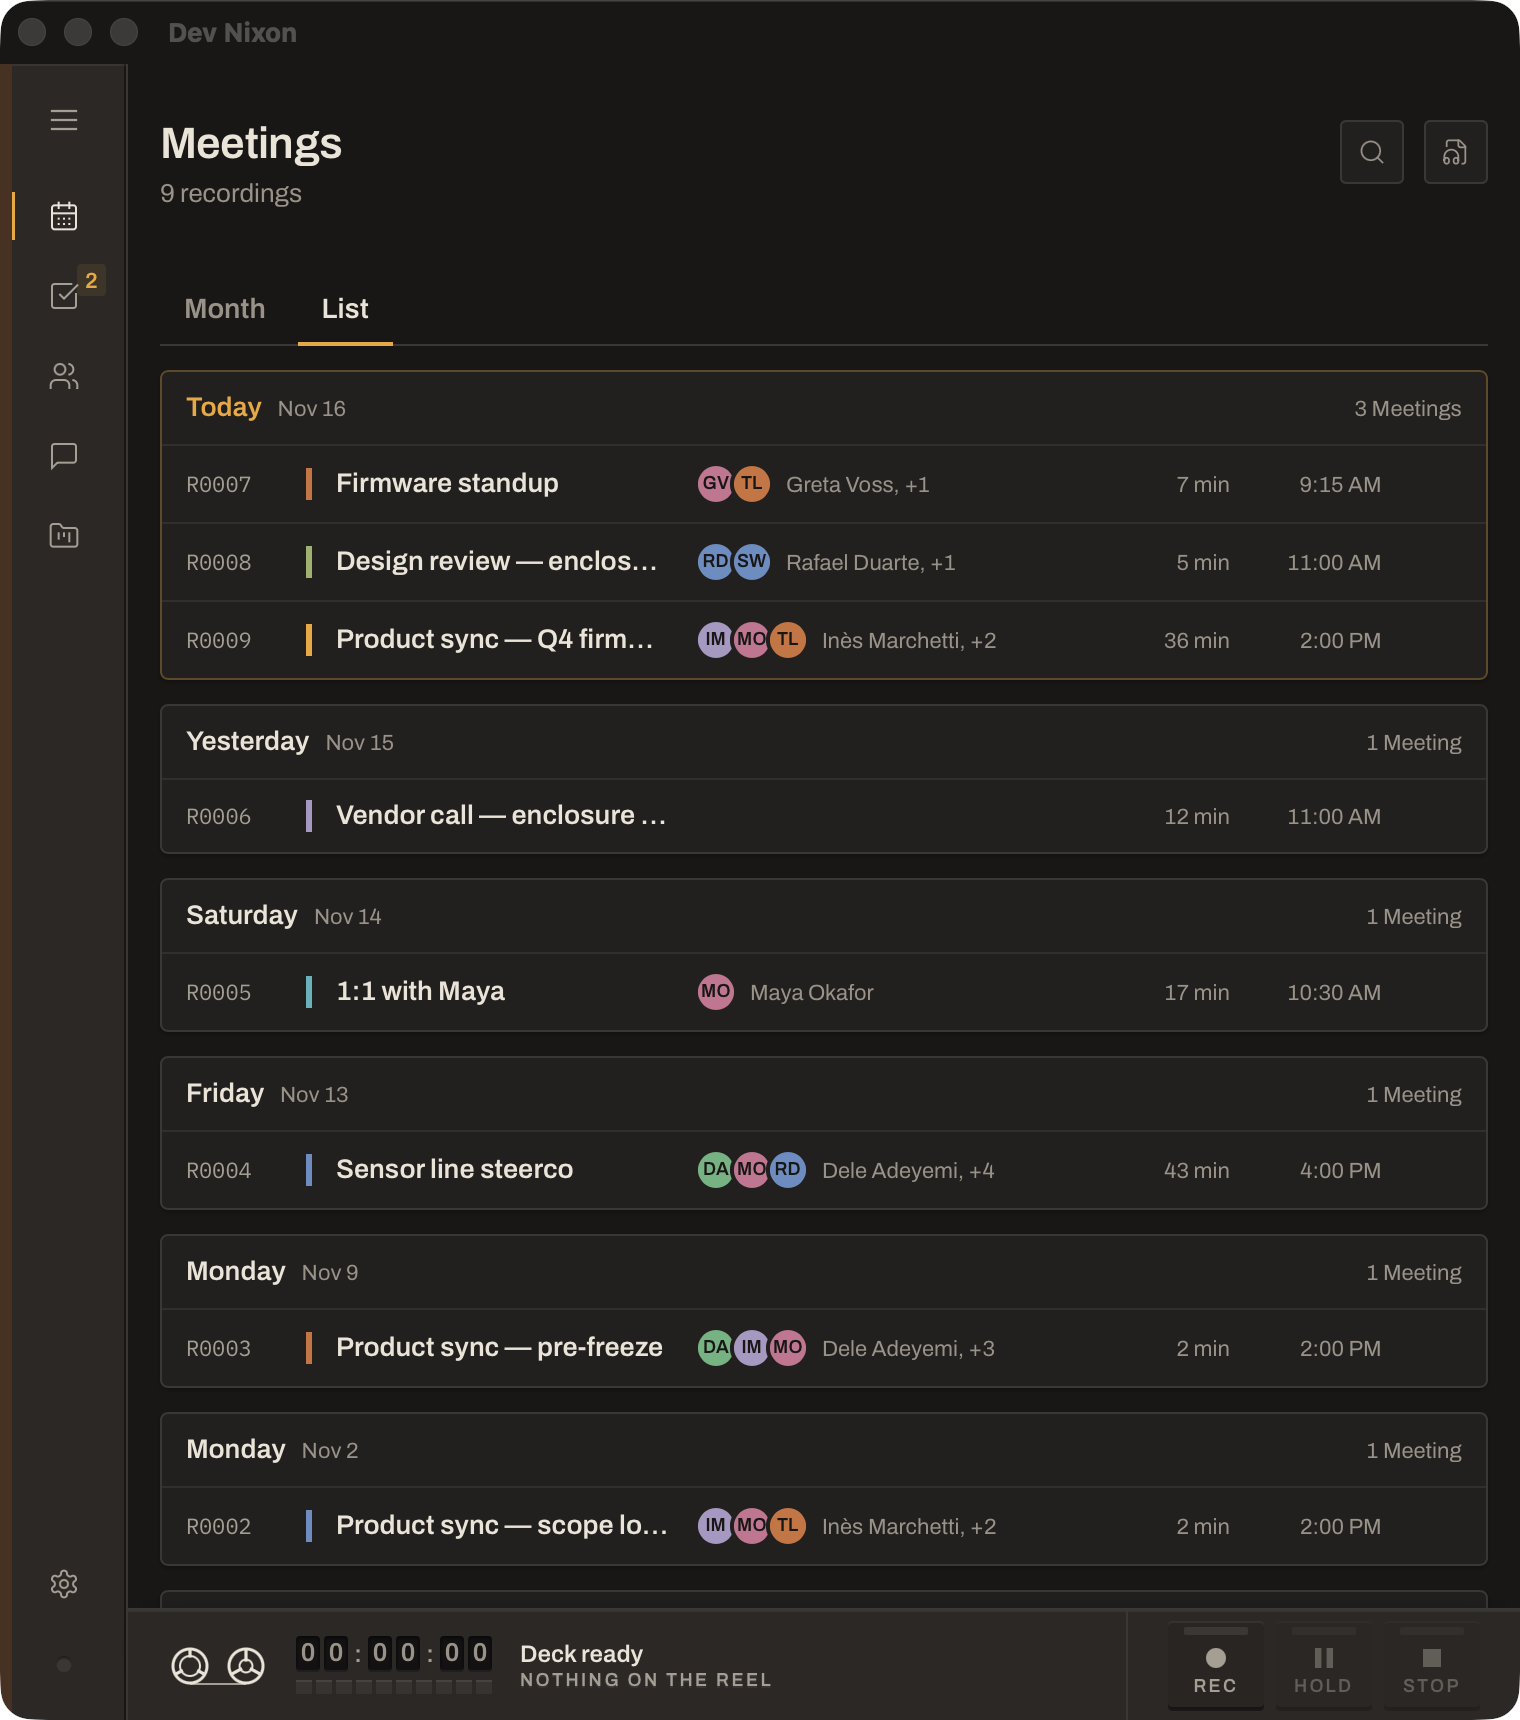 Dev Nixon
Meetings
9 recordings
2
Month List
Today Nov 16 3 Meetings
R0007 Firmware standup GV TL Greta Voss, +1 7 min 9:15 AM
R0008 Design review — enclos... RD SW Rafael Duarte, +1 5 min 11:00 AM
R0009 Product sync — Q4 firm... IM MO TL Inès Marchetti, +2 36 min 2:00 PM
Yesterday Nov 15 1 Meeting
R0006 Vendor call — enclosure ... 12 min 11:00 AM
Saturday Nov 14 1 Meeting
R0005 1:1 with Maya MO Maya Okafor 17 min 10:30 AM
Friday Nov 13 1 Meeting
R0004 Sensor line steerco DA MO RD Dele Adeyemi, +4 43 min 4:00 PM
Monday Nov 9 1 Meeting
R0003 Product sync — pre-freeze DA IM MO Dele Adeyemi, +3 2 min 2:00 PM
Monday Nov 2 1 Meeting
R0002 Product sync — scope lo... IM MO TL Inès Marchetti, +2 2 min 2:00 PM
00:00:00 Deck ready
NOTHING ON THE REEL
REC HOLD STOP